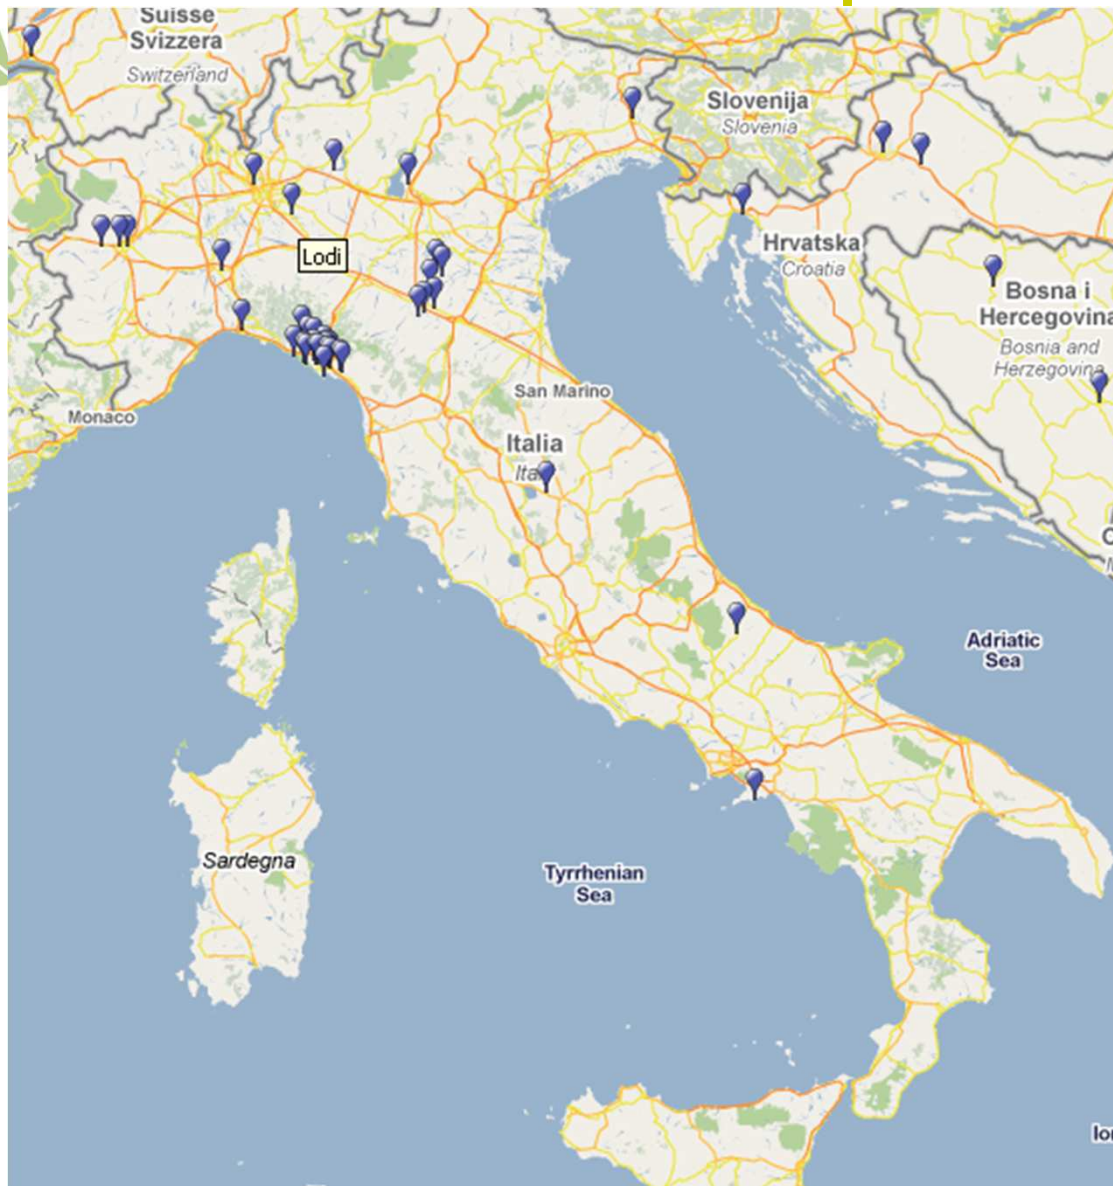 Suisse
Svizzera
Switzerland
Slovenija
Slovenia
Hrvatska
Croatia
Bosna i
Hercegovina
Bosnia and
Herzegovina
Lodi
San Marino
Monaco
Italia
Adriatic
Sea
Sardegna
Tyrrhenian
Sea